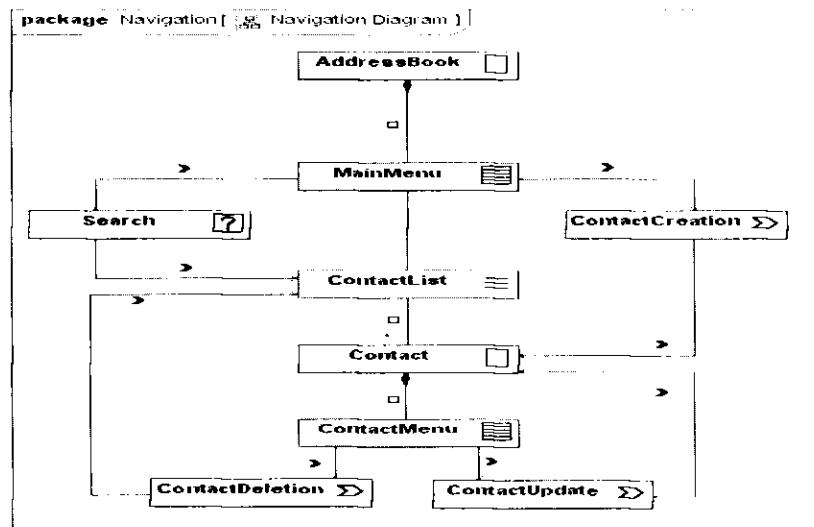 package Navigation [ Navigation Diagram ]
AddressBook
MainMenu
Search ?
ContactCreation
ContactList
Contact
ContactMenu
ContactDeletion
ContactUpdate